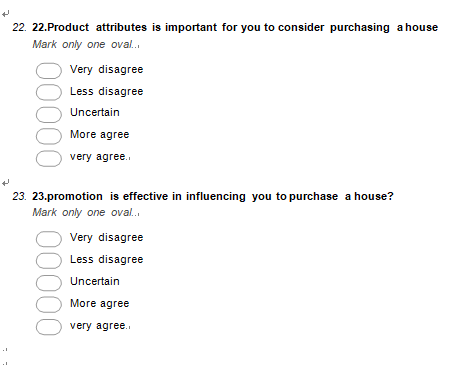 22. 22.Product attributes is important for you to consider purchasing a house
Mark only one oval..
Very disagree
Less disagree
Uncertain
More agree
very agree..
23. 23.promotion is effective in influencing you to purchase a house?
Mark only one oval..
Very disagree
Less disagree
Uncertain
More agree
very agree..